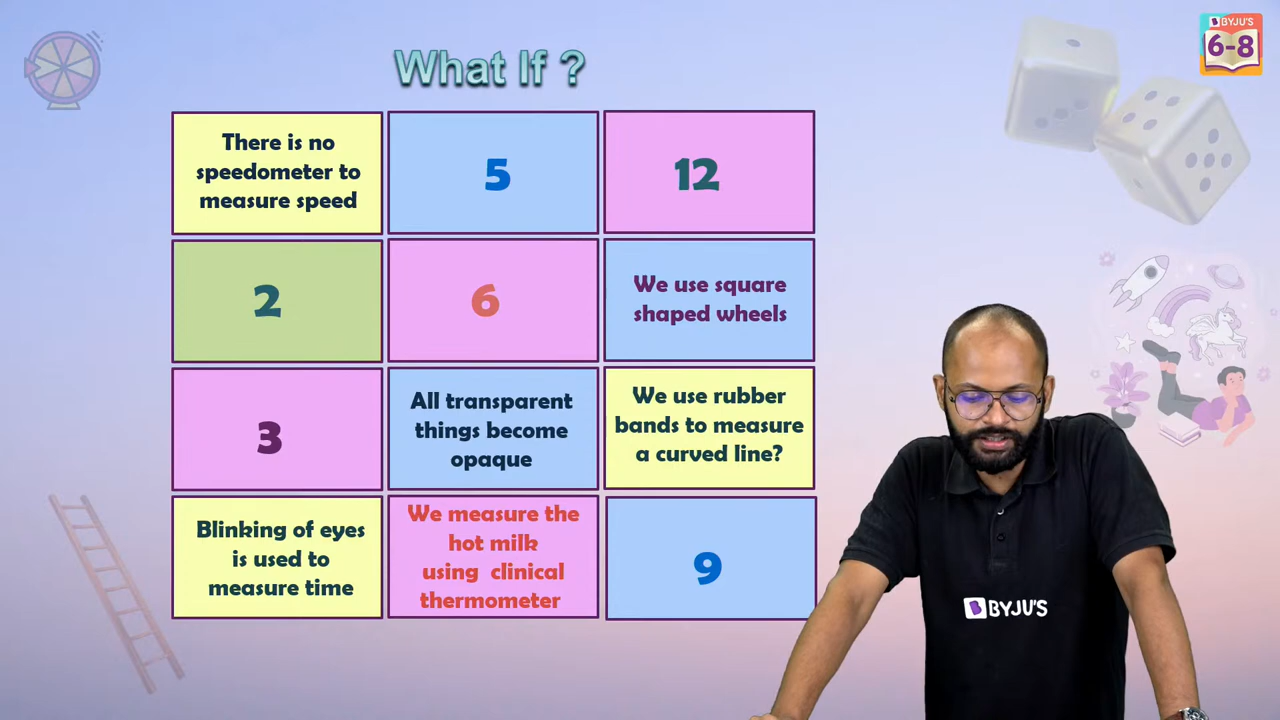 What If ?
BYJU'S
6-8
There is no
speedometer to
measure speed
5
12
2
6
We use square
shaped wheels
3
All transparent
things become
opaque
We use rubber
bands to measure
a curved line?
Blinking of eyes
is used to
measure time
We measure the
hot milk
using clinical
thermometer
9
BYJU'S